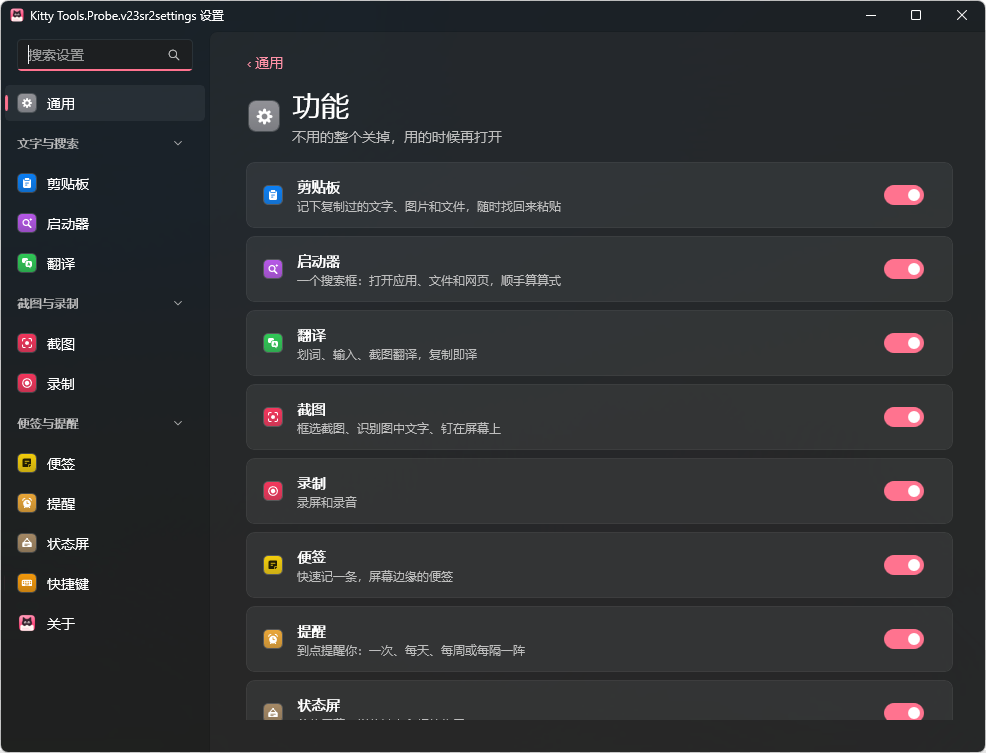 Kitty Tools.Probe.v23sr2settings 设置
搜索设置
通用
文字与搜索
剪贴板
启动器
翻译
截图与录制
截图
录制
便签与提醒
便签
提醒
状态屏
快捷键
关于
‹ 通用
功能
不用的整个关掉，用的时候再打开
剪贴板
记下复制过的文字、图片和文件，随时找回来粘贴
启动器
一个搜索框：打开应用、文件和网页，顺手算算式
翻译
划词、输入、截图翻译，复制即译
截图
框选截图、识别图中文字、钉在屏幕上
录制
录屏和录音
便签
快速记一条，屏幕边缘的便签
提醒
到点提醒你：一次、每天、每周或每隔一阵
状态屏